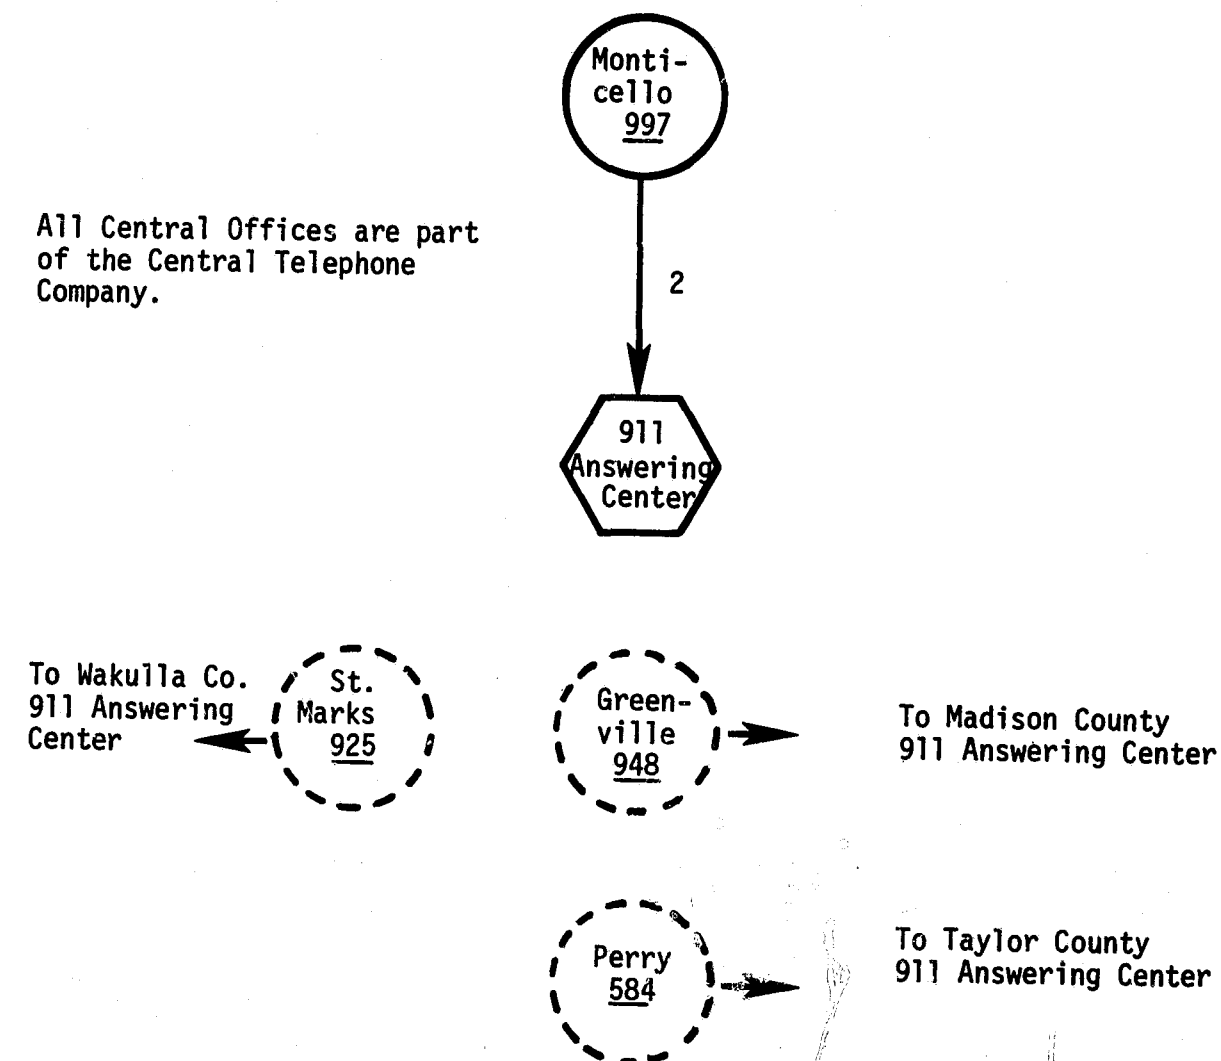 Monti-
cello
997
All Central Offices are part
of the Central Telephone
Company.
2
911
Answering
Center
To Wakulla Co.
911 Answering
Center
St.
Marks
925
Green-
ville
948
To Madison County
911 Answering Center
Perry
584
To Taylor County
911 Answering Center